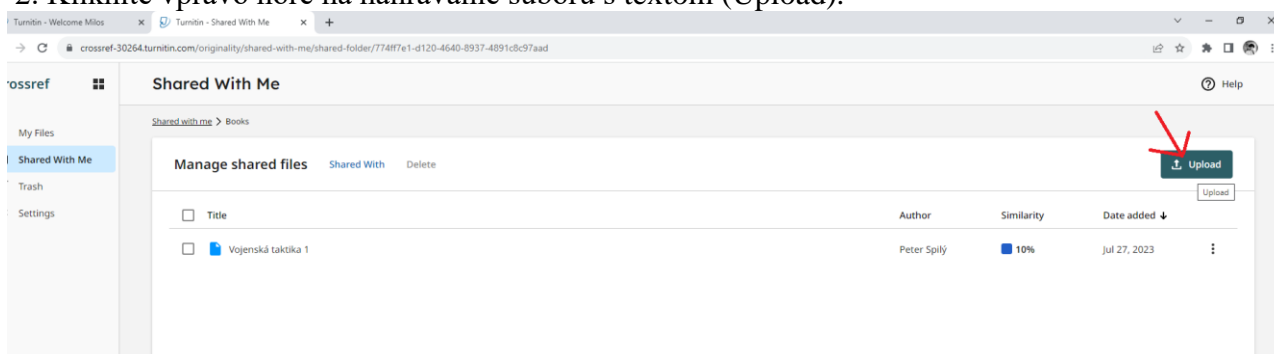 2. Kliknite vpravo hore na nahrávanie súboru s textom (Upload).
Turnitin - Welcome Milos
Turnitin - Shared With Me
crossref-30264.turnitin.com/originality/shared-with-me/shared-folder/774ff7e1-d120-4640-8937-4891c8c97aad
rossref
Shared With Me
Help
Shared with me > Books
My Files
Shared With Me
Trash
Settings
Manage shared files Shared With Delete
Upload
Upload
Title Author Similarity Date added
Vojenská taktika 1 Peter Spilý 10% Jul 27, 2023